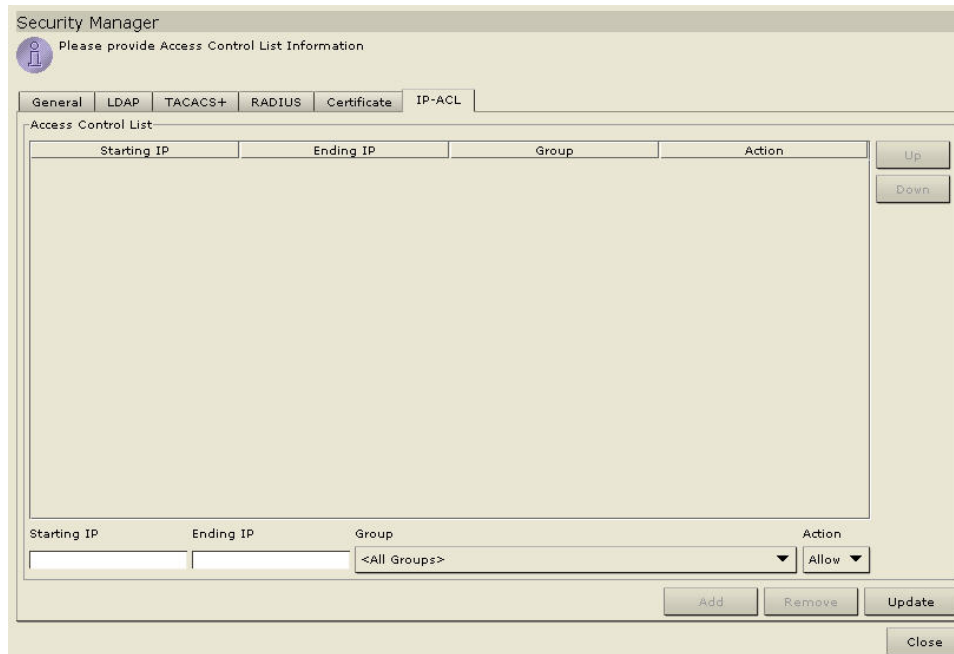 Security Manager
Please provide Access Control List Information
General LDAP TACACS+ RADIUS Certificate IP-ACL
Access Control List
Starting IP Ending IP Group Action
Up
Down
Starting IP Ending IP Group Action
<All Groups> Allow
Add Remove Update
Close